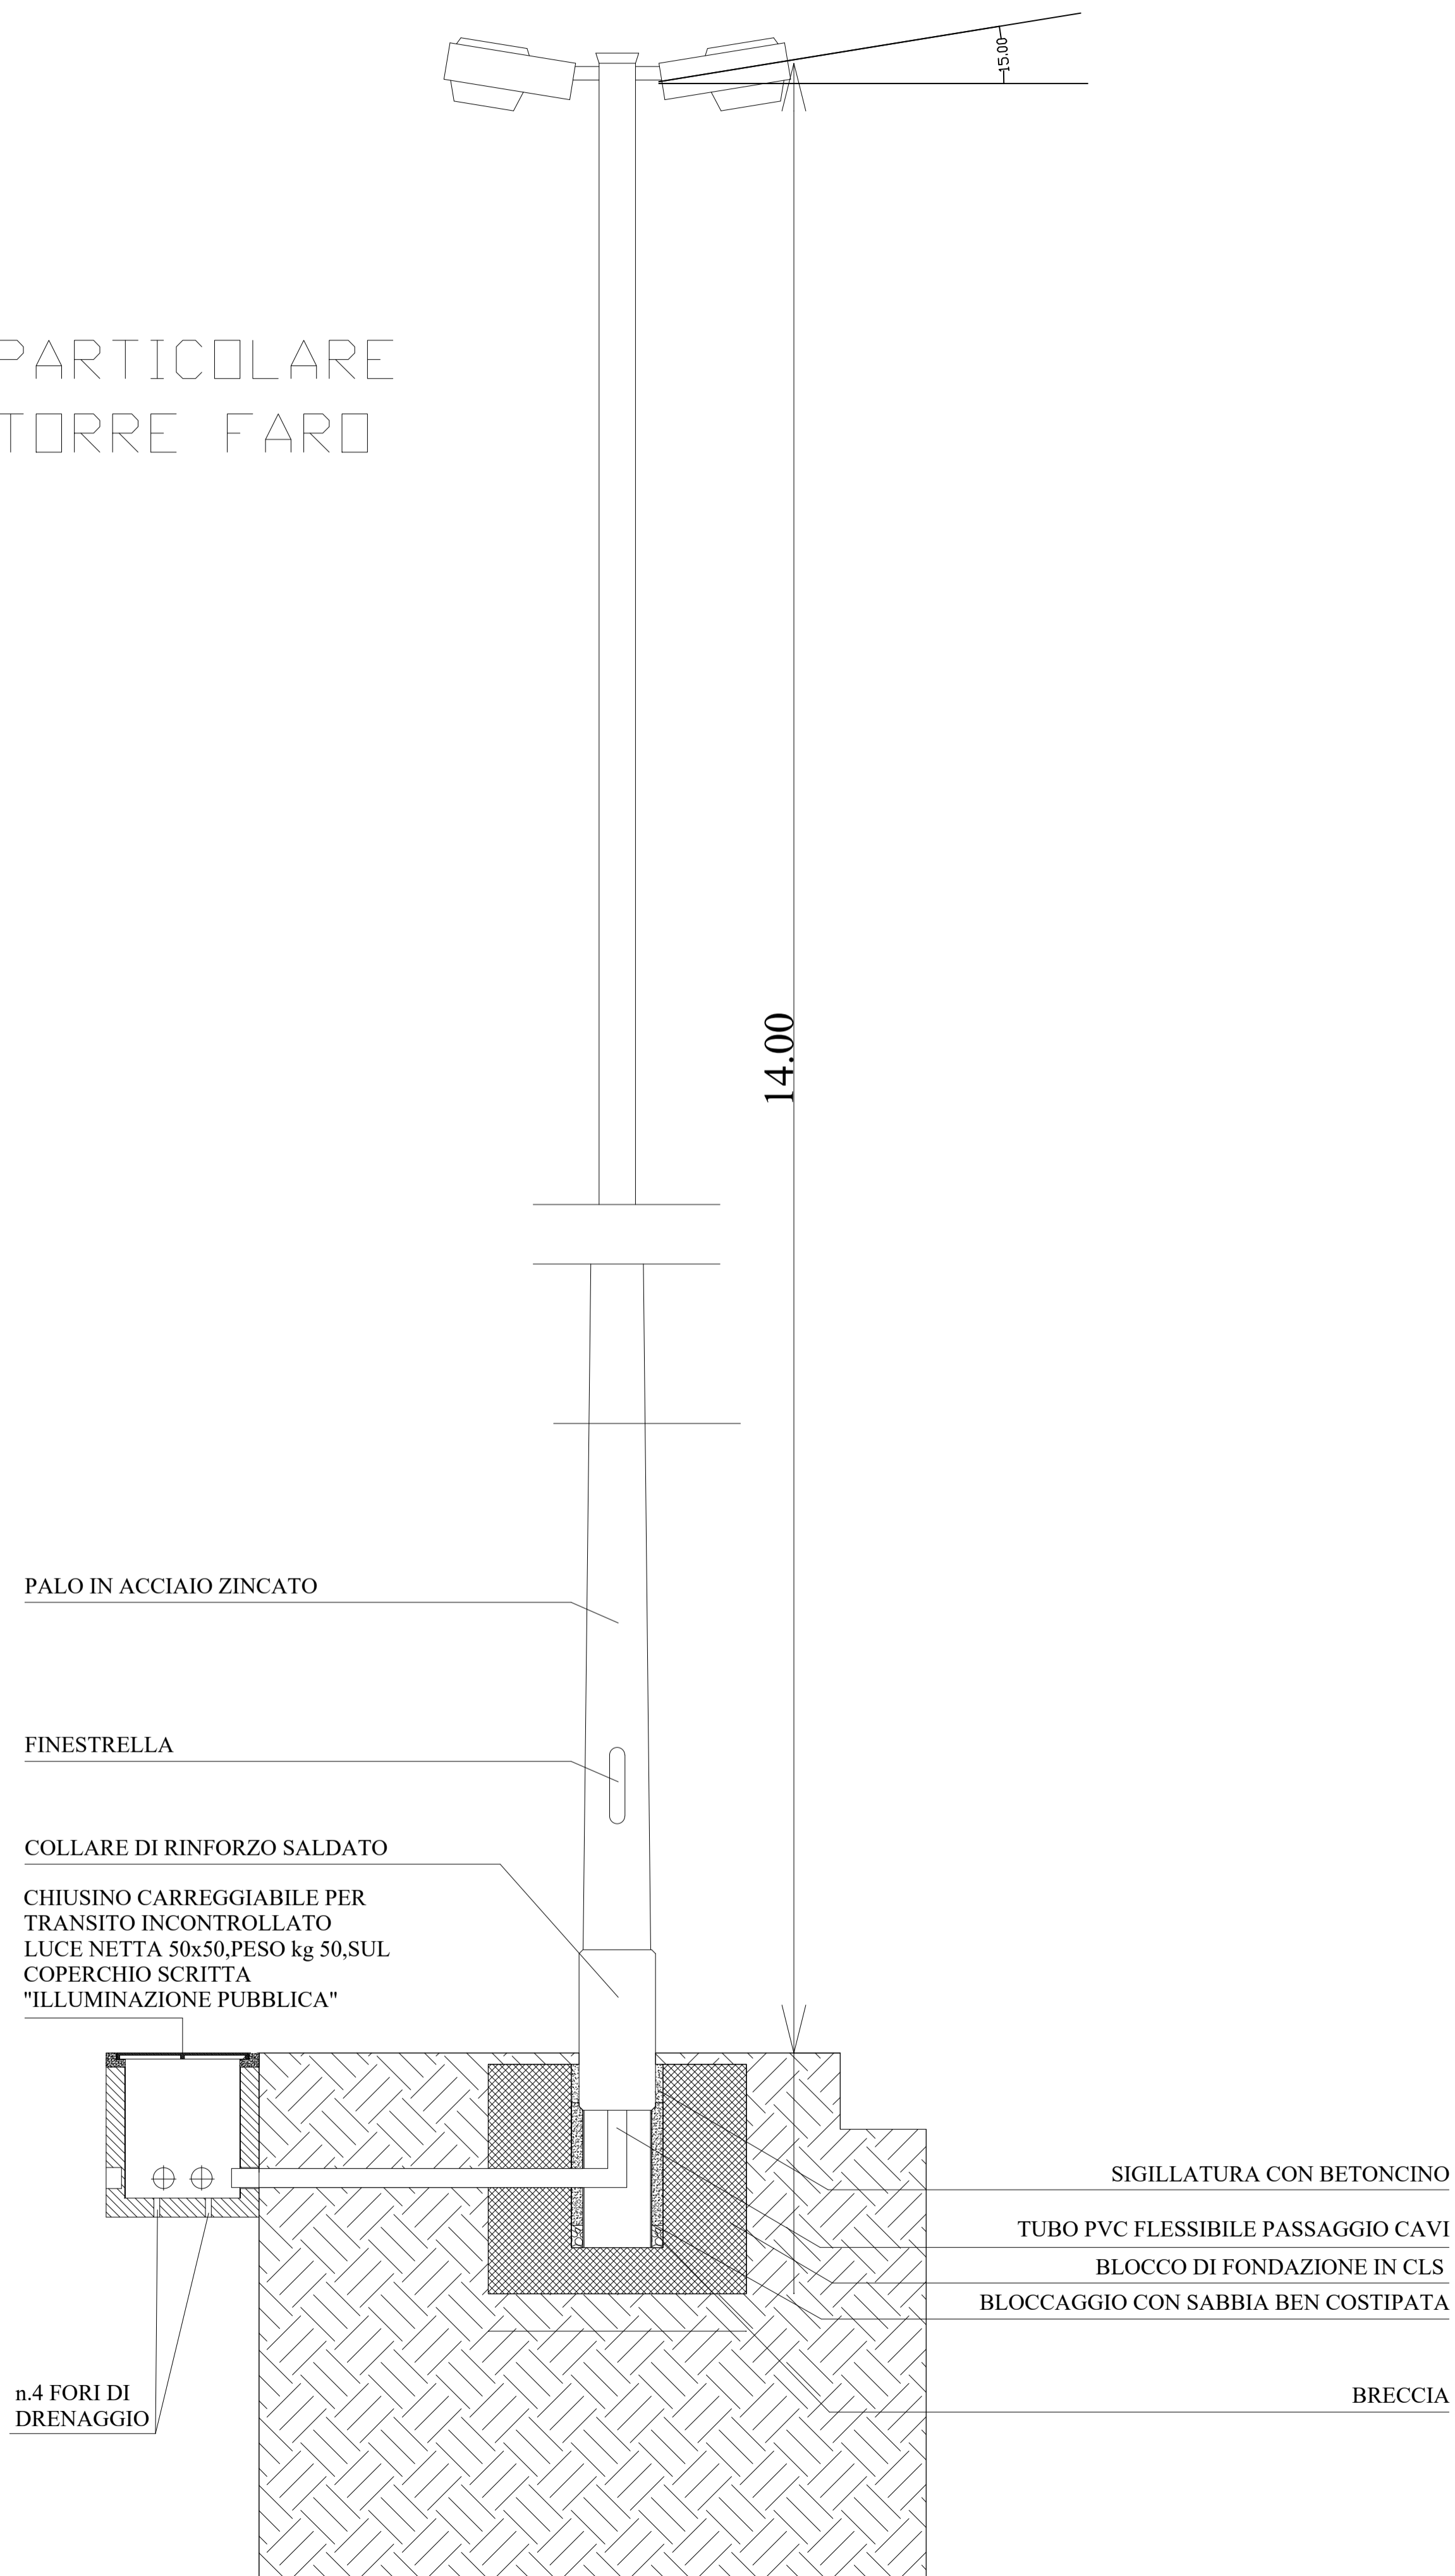 15.00
PARTICOLARE
TORRE FARO
14.00
PALO IN ACCIAIO ZINCATO
FINESTRELLA
COLLARE DI RINFORZO SALDATO
CHIUSINO CARREGGIABILE PER
TRANSITO INCONTROLLATO
LUCE NETTA 50x50,PESO kg 50,SUL
COPERCHIO SCRITTA
"ILLUMINAZIONE PUBBLICA"
SIGILLATURA CON BETONCINO
TUBO PVC FLESSIBILE PASSAGGIO CAVI
BLOCCO DI FONDAZIONE IN CLS
BLOCCAGGIO CON SABBIA BEN COSTIPATA
BRECCIA
n.4 FORI DI
DRENAGGIO